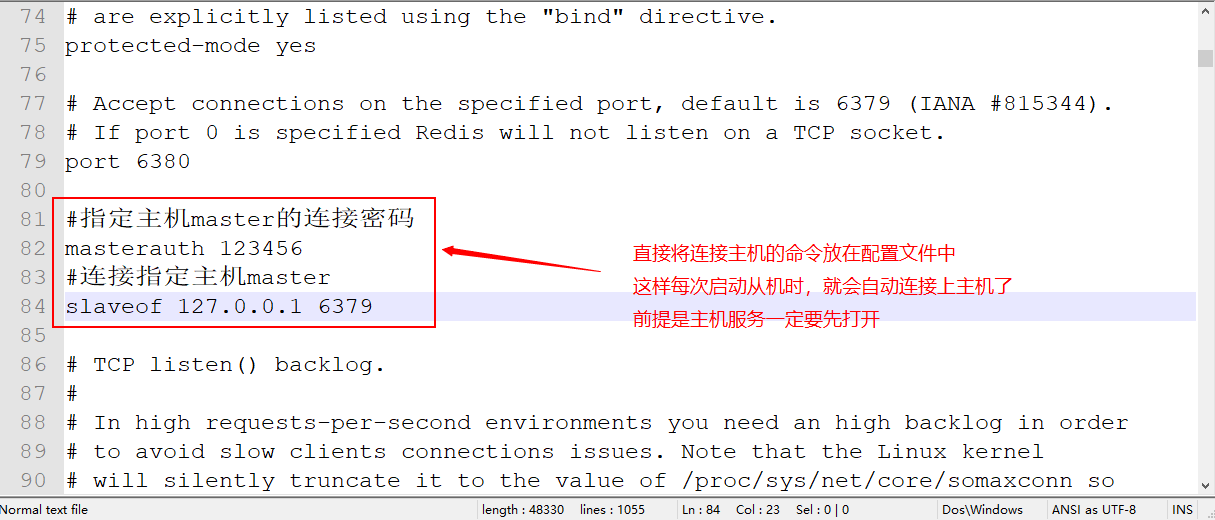 74 # are explicitly listed using the "bind" directive.
75 protected-mode yes
76
77 # Accept connections on the specified port, default is 6379 (IANA #815344).
78 # If port 0 is specified Redis will not listen on a TCP socket.
79 port 6380
80
81 #指定主机master的连接密码
82 masterauth 123456
83 #连接指定主机master
84 slaveof 127.0.0.1 6379
直接将连接主机的命令放在配置文件中
这样每次启动从机时，就会自动连接上主机了
前提是主机服务一定要先打开
85
86 # TCP listen() backlog.
87 #
88 # In high requests-per-second environments you need an high backlog in order
89 # to avoid slow clients connections issues. Note that the Linux kernel
90 # will silently truncate it to the value of /proc/sys/net/core/somaxconn so
Normal text file length : 48330 lines : 1055 Ln : 84 Col : 23 Sel : 0 | 0 Dos\Windows ANSI as UTF-8 INS